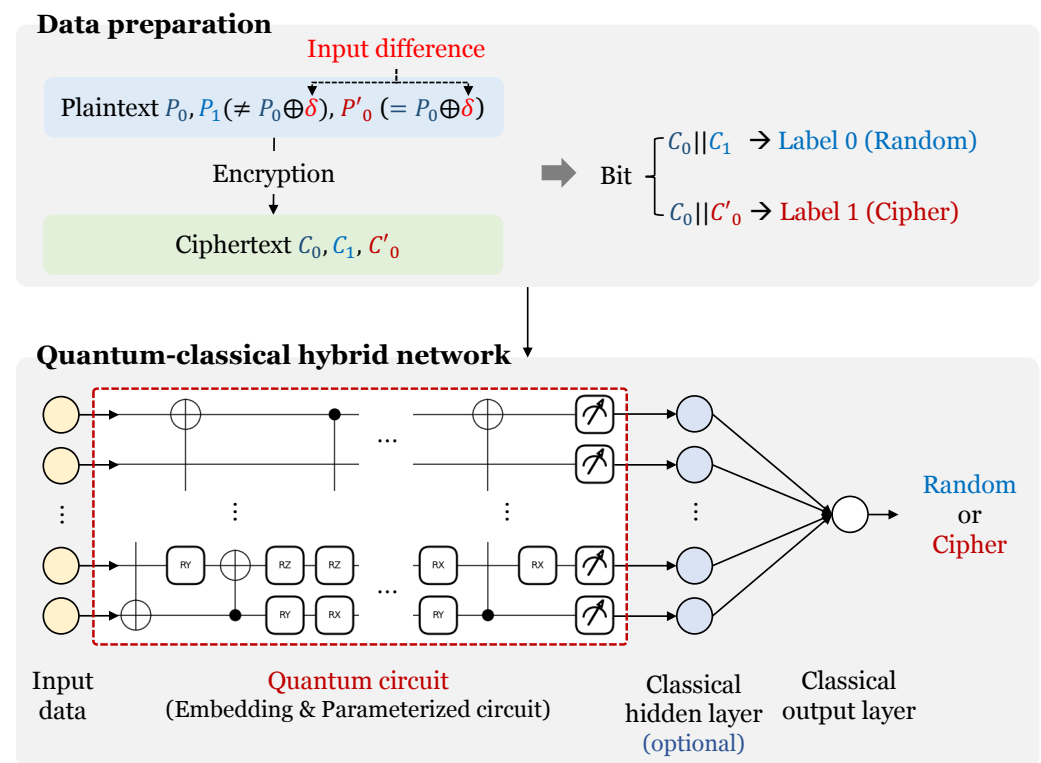 Data preparation
Input difference
Plaintext P₀, P₁(≠ P₀⊕δ), P′₀ (= P₀⊕δ)
Encryption
Ciphertext C₀, C₁, C′₀
Bit
C₀||C₁ → Label 0 (Random)
C₀||C′₀ → Label 1 (Cipher)
Quantum-classical hybrid network
...
...
RY
RZ
RZ
RX
RX
RY
RX
RY
Random
or
Cipher
Input
data
Quantum circuit
(Embedding & Parameterized circuit)
Classical
hidden layer
(optional)
Classical
output layer